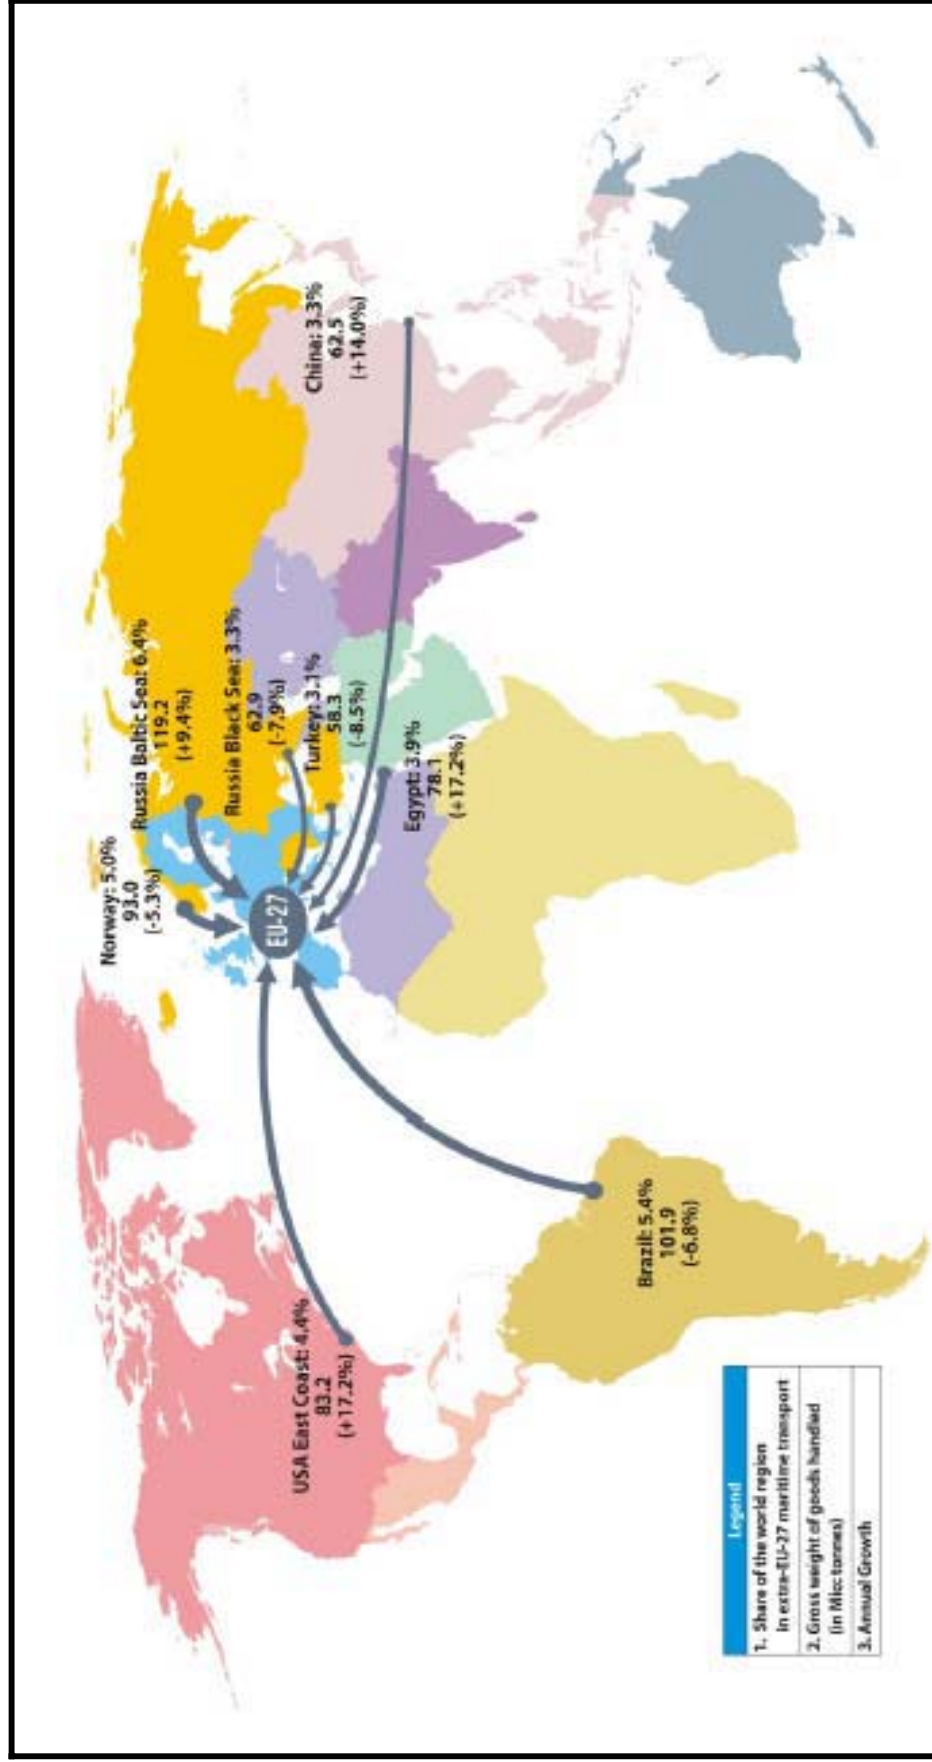 Norway: 5.0%
93.0
(-5.3%)
Russia Baltic Sea: 6.4%
119.2
(+9.4%)
Russia Black Sea: 3.3%
62.9
(-7.9%)
Turkey: 3.1%
58.3
(-8.5%)
China: 3.3%
62.5
(+14.0%)
EU-27
Egypt: 3.9%
78.1
(+17.2%)
USA East Coast: 4.4%
83.2
(+17.2%)
Brazil: 5.4%
101.9
(-6.8%)
Legend
1. Share of the world region
in extra-EU-27 maritime transport
2. Gross weight of goods handled
(in Mio tonnes)
3. Annual Growth